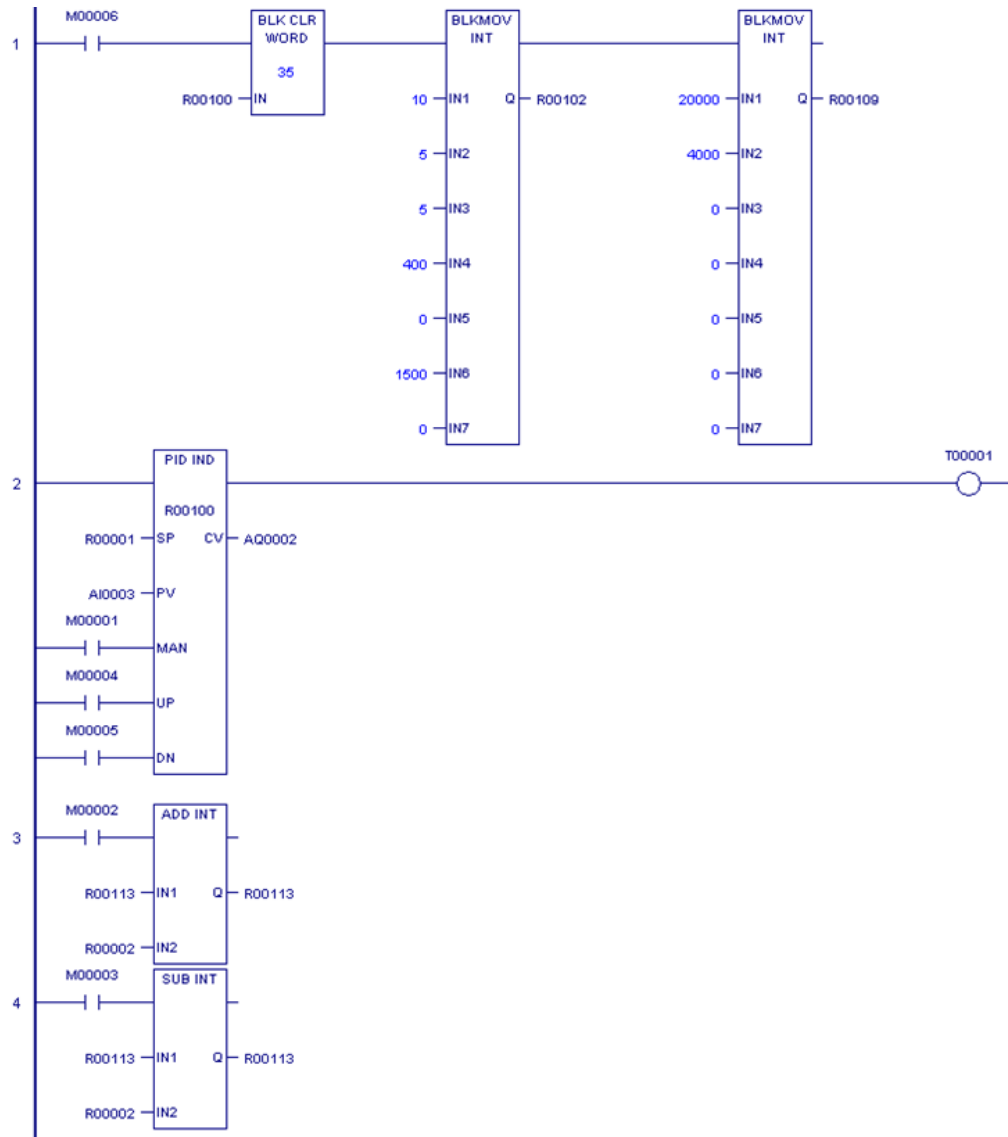 M00006
BLK CLR
WORD
35
R00100
IN
BLKMOV
INT
10
IN1
Q
R00102
5
IN2
5
IN3
400
IN4
0
IN5
1500
IN6
0
IN7
BLKMOV
INT
20000
IN1
Q
R00109
4000
IN2
0
IN3
0
IN4
0
IN5
0
IN6
0
IN7
1
PID IND
T00001
2
R00100
R00001
SP
CV
AQ0002
AI0003
PV
M00001
MAN
M00004
UP
M00005
DN
M00002
ADD INT
3
R00113
IN1
Q
R00113
R00002
IN2
M00003
SUB INT
4
R00113
IN1
Q
R00113
R00002
IN2